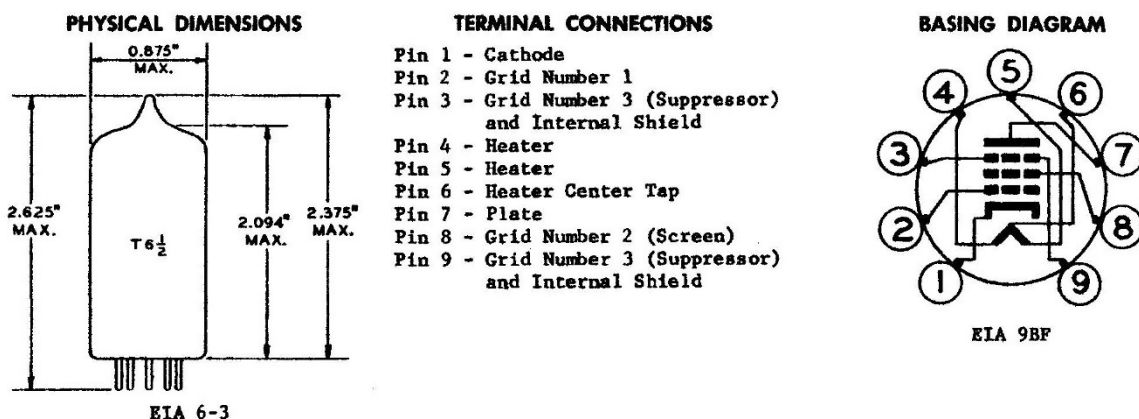 PHYSICAL DIMENSIONS
0.875"
MAX.
2.625"
MAX.
2.094"
MAX.
2.375"
MAX.
T6½
EIA 6-3
TERMINAL CONNECTIONS
Pin 1 - Cathode
Pin 2 - Grid Number 1
Pin 3 - Grid Number 3 (Suppressor)
and Internal Shield
Pin 4 - Heater
Pin 5 - Heater
Pin 6 - Heater Center Tap
Pin 7 - Plate
Pin 8 - Grid Number 2 (Screen)
Pin 9 - Grid Number 3 (Suppressor)
and Internal Shield
BASING DIAGRAM
5
4
6
3
7
2
8
1
9
EIA 9BF